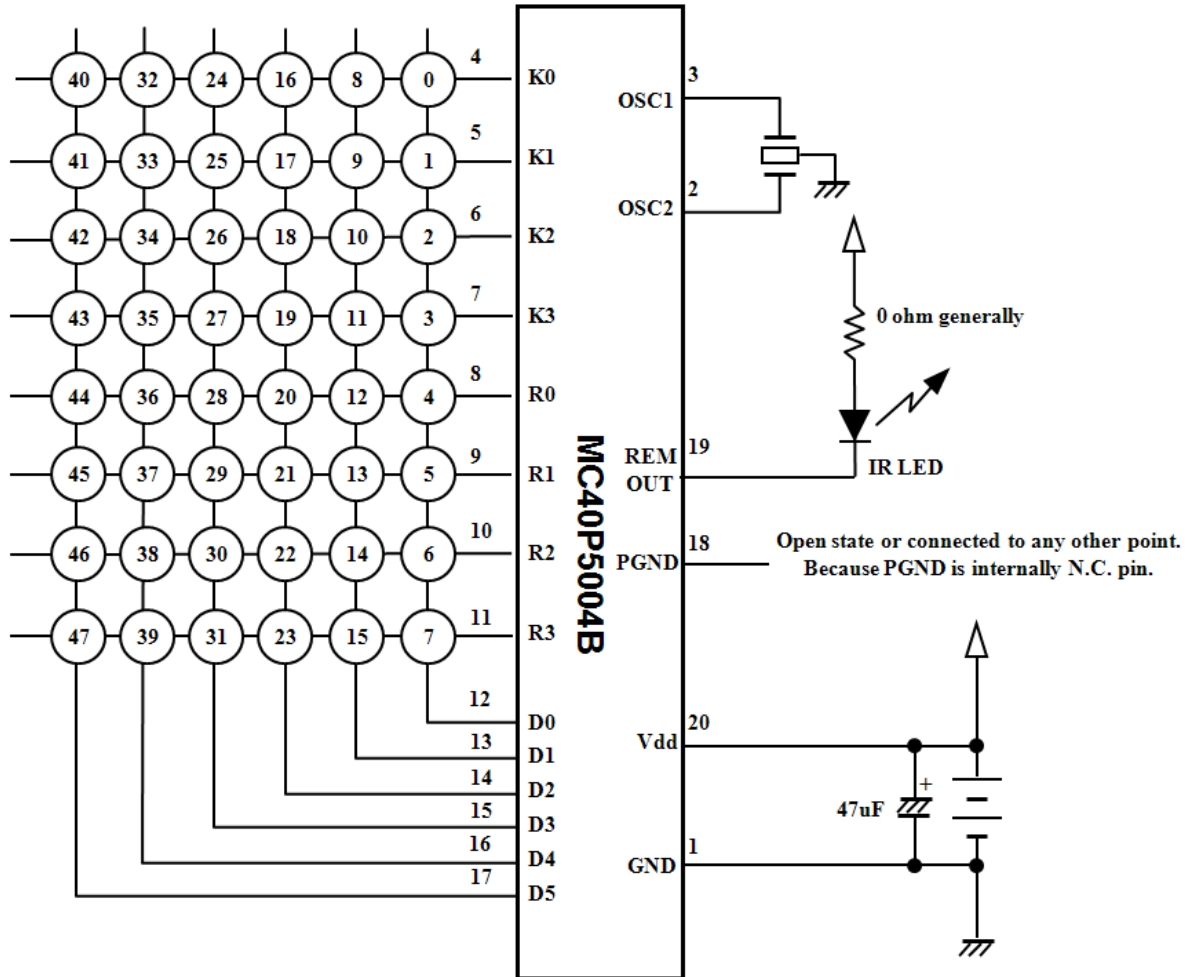 4
40 32 24 16 8 0 K0
3
OSC1
5
41 33 25 17 9 1 K1
2
OSC2
6
42 34 26 18 10 2 K2
7
43 35 27 19 11 3 K3
0 ohm generally
8
44 36 28 20 12 4 R0
9
45 37 29 21 13 5 R1
MC40P5004B
REM 19
OUT
IR LED
10
46 38 30 22 14 6 R2
18
PGND
Open state or connected to any other point.
Because PGND is internally N.C. pin.
11
47 39 31 23 15 7 R3
12
D0
13
D1
14
D2
15
D3
16
D4
17
D5
20
Vdd
+
47uF
1
GND